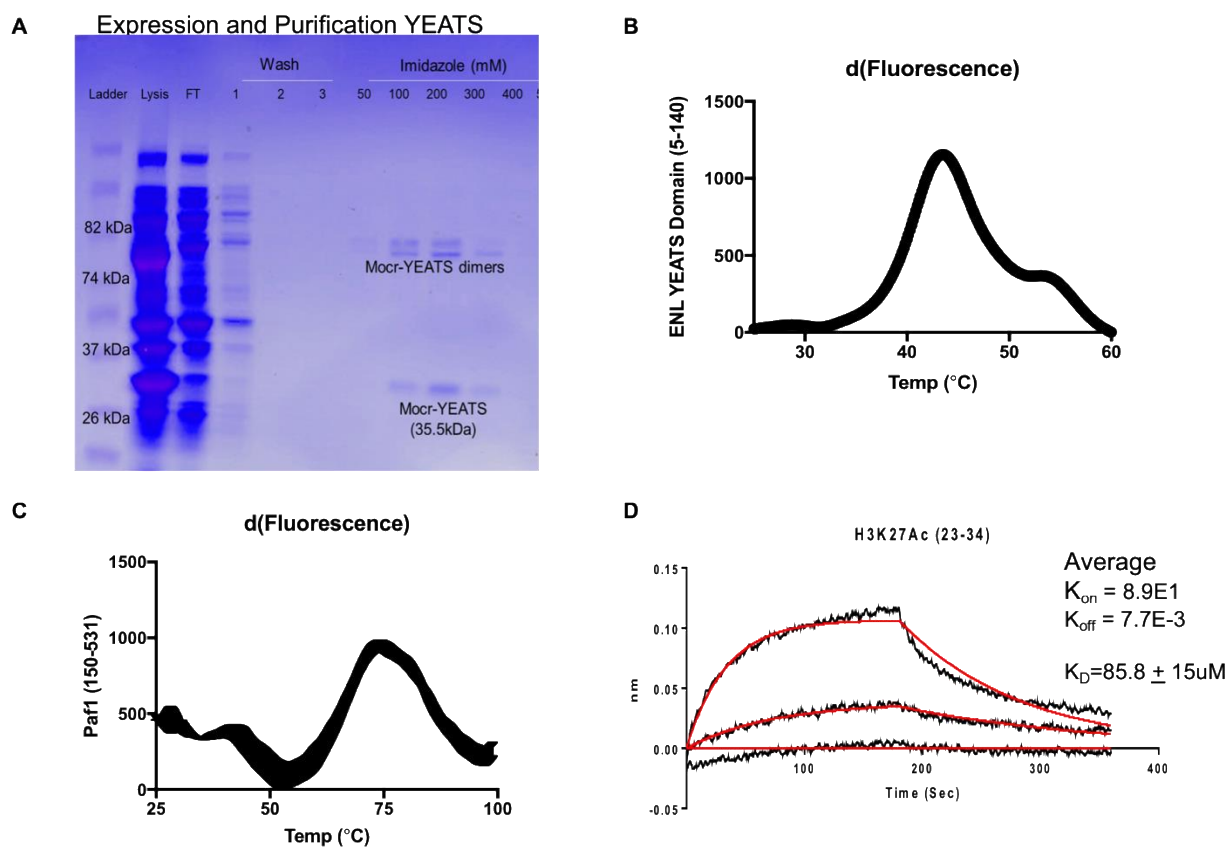 A
Expression and Purification YEATS
Wash
Imidazole (mM)
Ladder Lysis FT 1 2 3 50 100 200 300 400
82 kDa
Mocr-YEATS dimers
74 kDa
37 kDa
Mocr-YEATS
(35.5kDa)
26 kDa
B
d(Fluorescence)
ENL YEATS Domain (5-140)
1500
1000
500
0
30 40 50 60
Temp (°C)
C
d(Fluorescence)
Paf1 (150-531)
1500
1000
500
0
25 50 75 100
Temp (°C)
D
H3K27Ac (23-34)
Average
Kon = 8.9E1
Koff = 7.7E-3
KD=85.8 ± 15uM
nm
0.15
0.10
0.05
0.00
-0.05
100 200 300 400
Time (Sec)